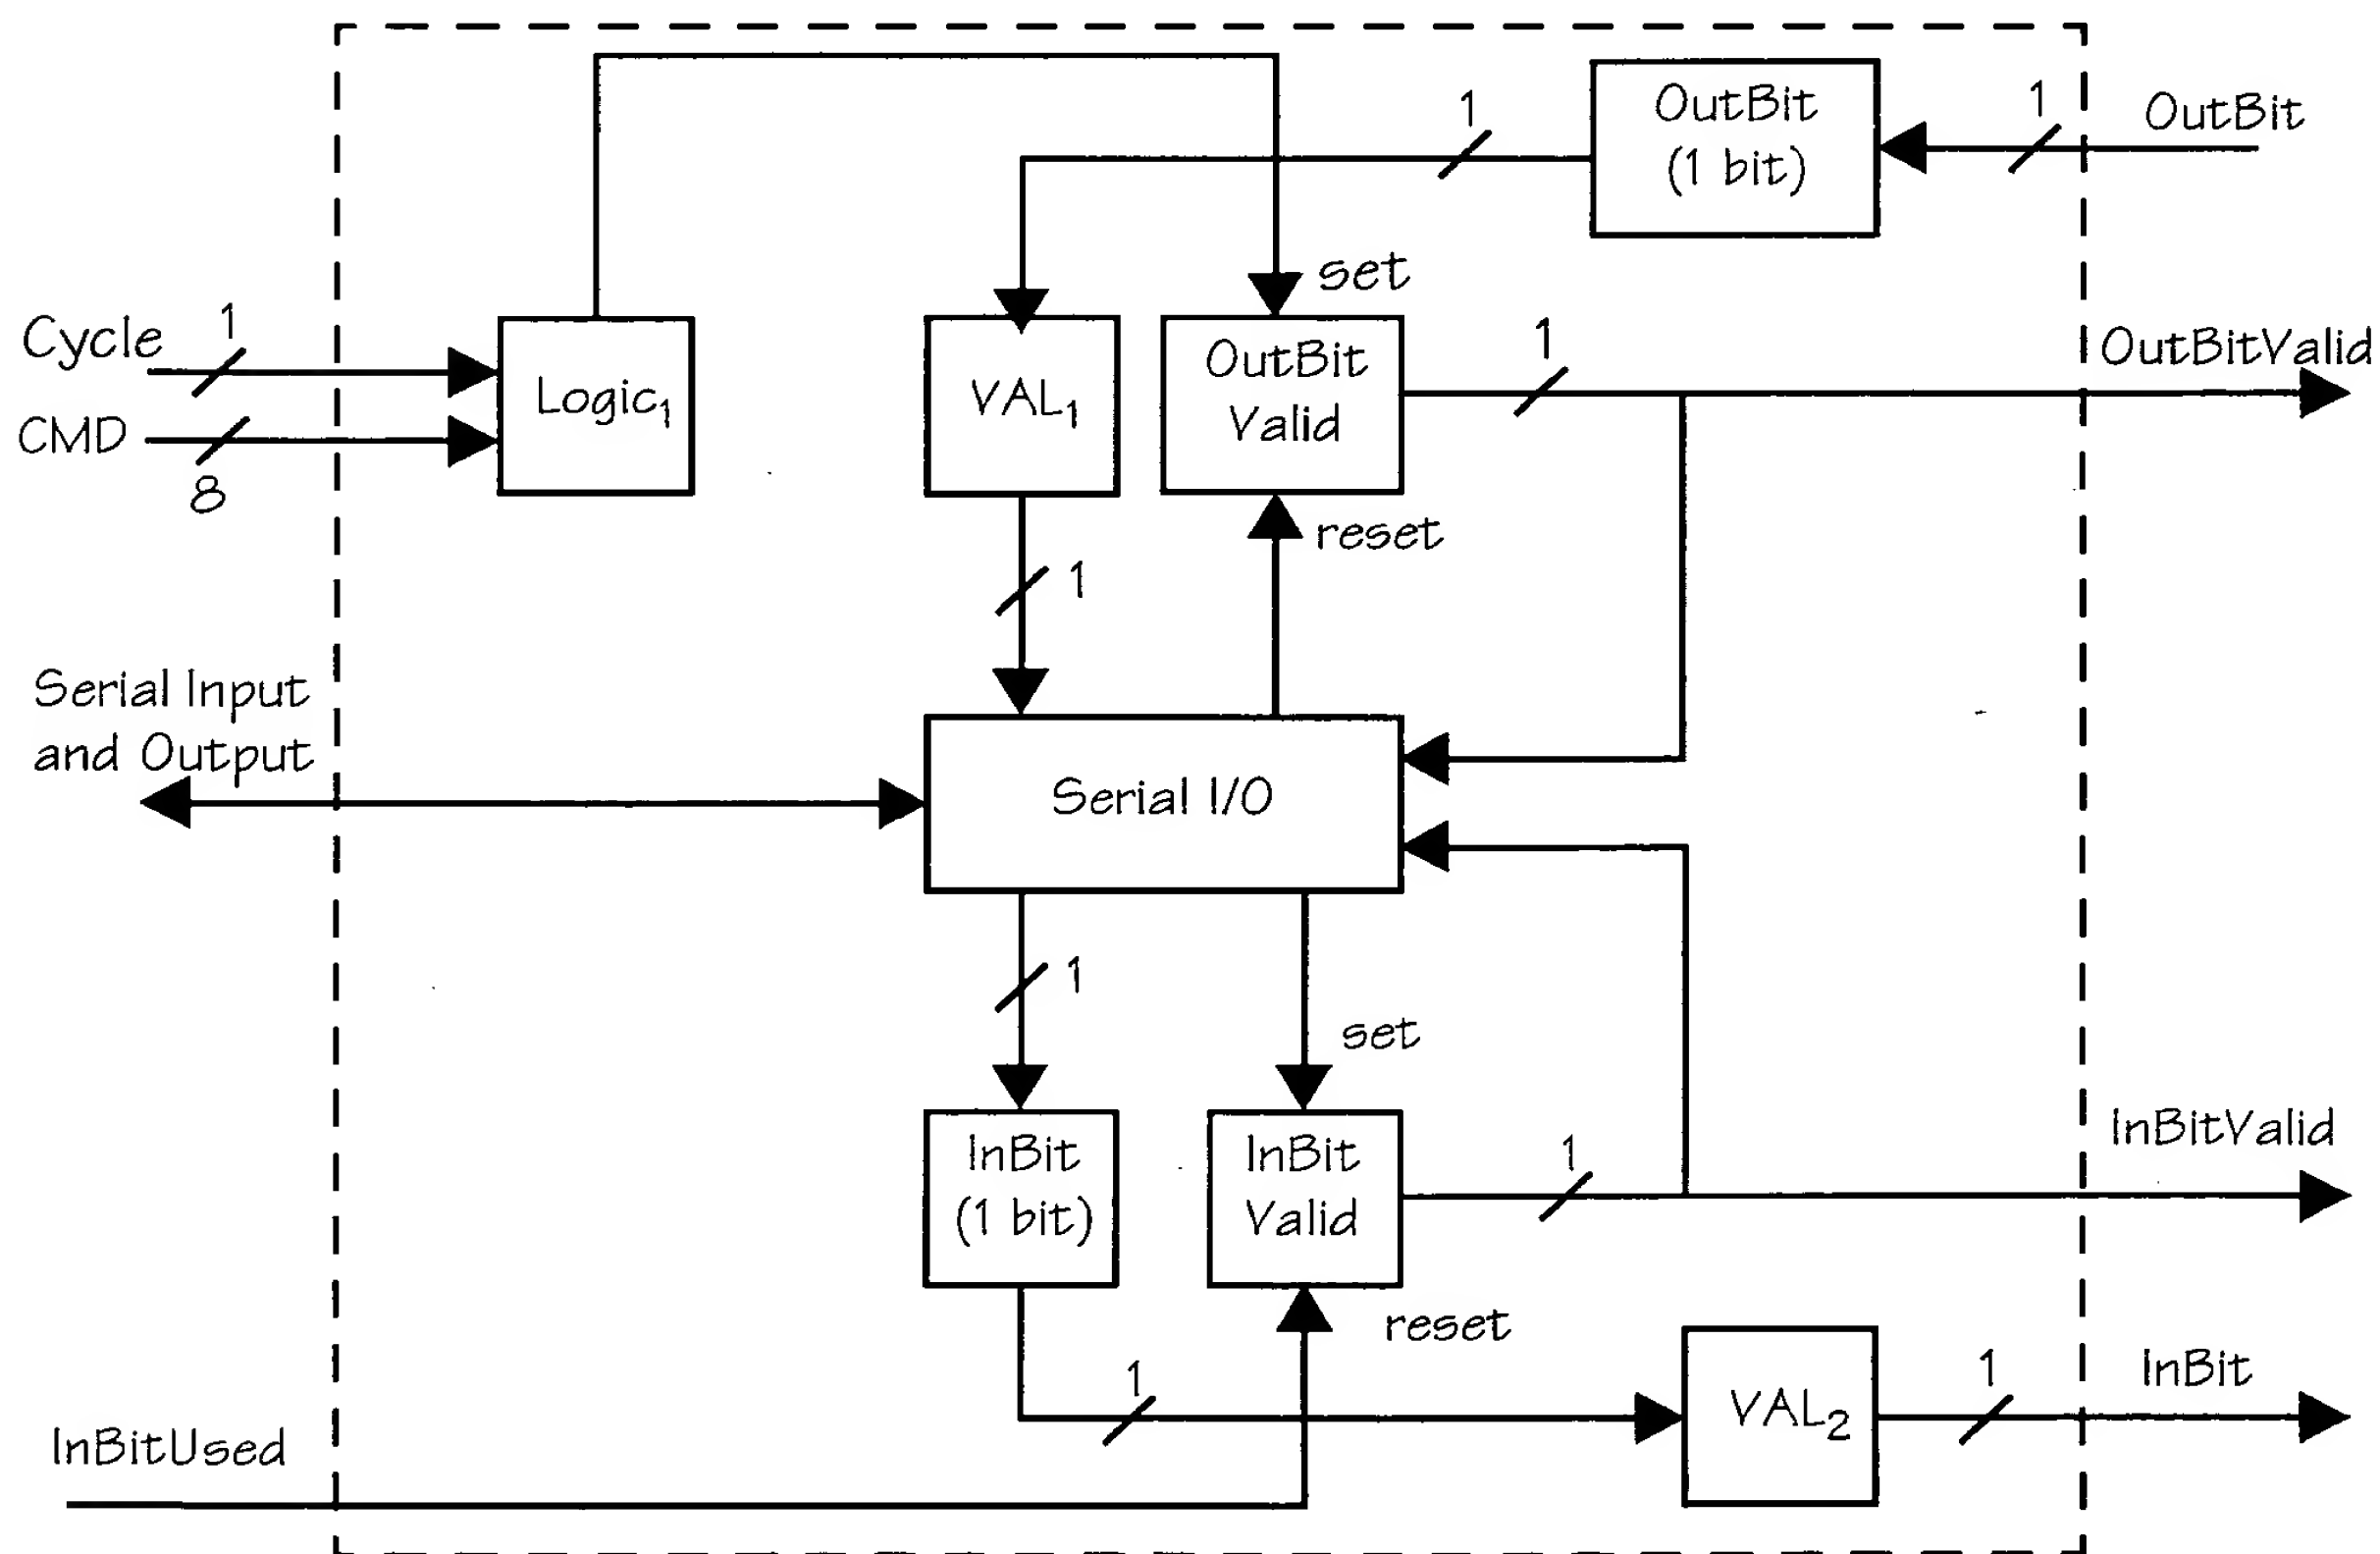 1
OutBit
(1 bit)
1
OutBit
set
Cycle
1
Logic1
VAL1
OutBit
Valid
1
OutBitValid
CMD
8
reset
1
Serial Input
and Output
Serial I/O
1
set
InBit
(1 bit)
InBit
Valid
1
InBitValid
reset
1
VAL2
1
InBit
InBitUsed